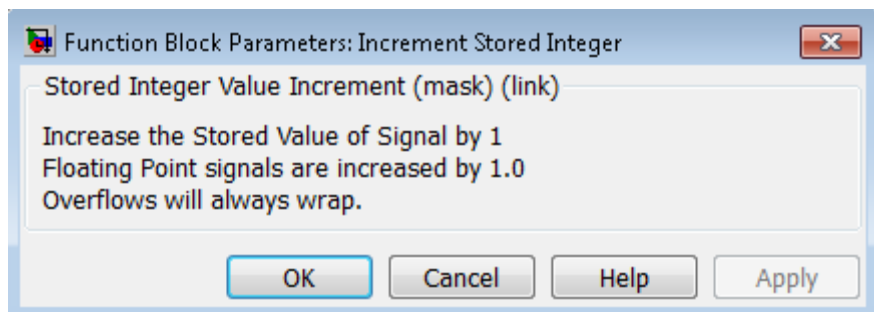 Function Block Parameters: Increment Stored Integer
Stored Integer Value Increment (mask) (link)
Increase the Stored Value of Signal by 1
Floating Point signals are increased by 1.0
Overflows will always wrap.
OK Cancel Help Apply